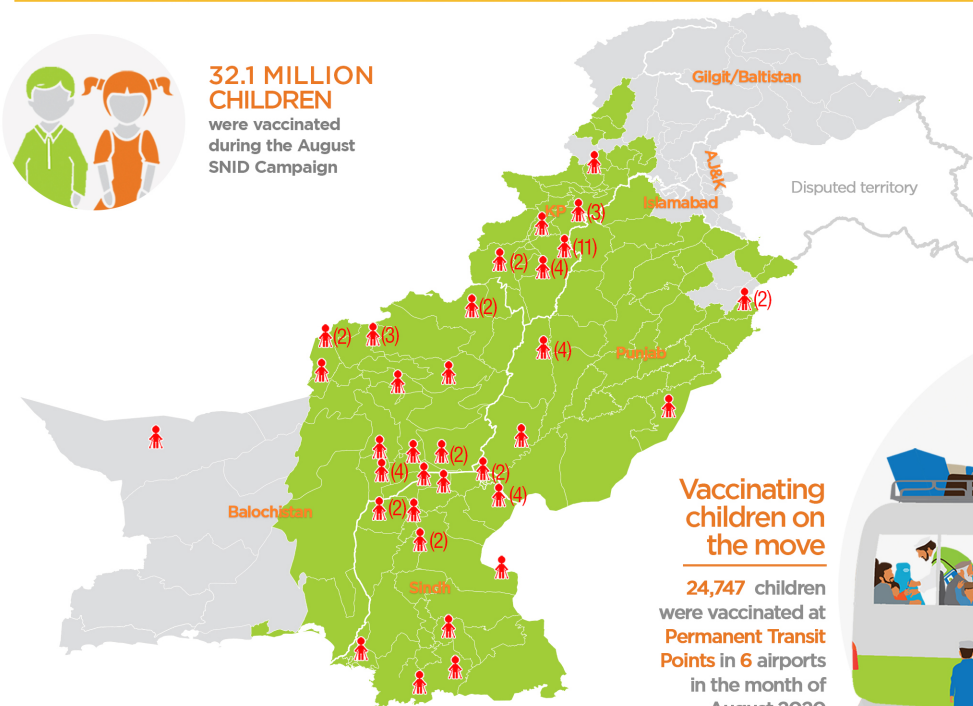 32.1 MILLION
CHILDREN
were vaccinated
during the August
SNID Campaign
Gilgit/Baltistan
AJ&K
Disputed territory
Islamabad
KP
(3)
(11)
(2)
(4)
(2)
(2)
(2)
(3)
(4)
Punjab
(2)
(4)
(2)
(4)
(2)
Balochistan
(2)
Sindh
Vaccinating
children on
the move
24,747 children
were vaccinated at
Permanent Transit
Points in 6 airports
in the month of
August 2020